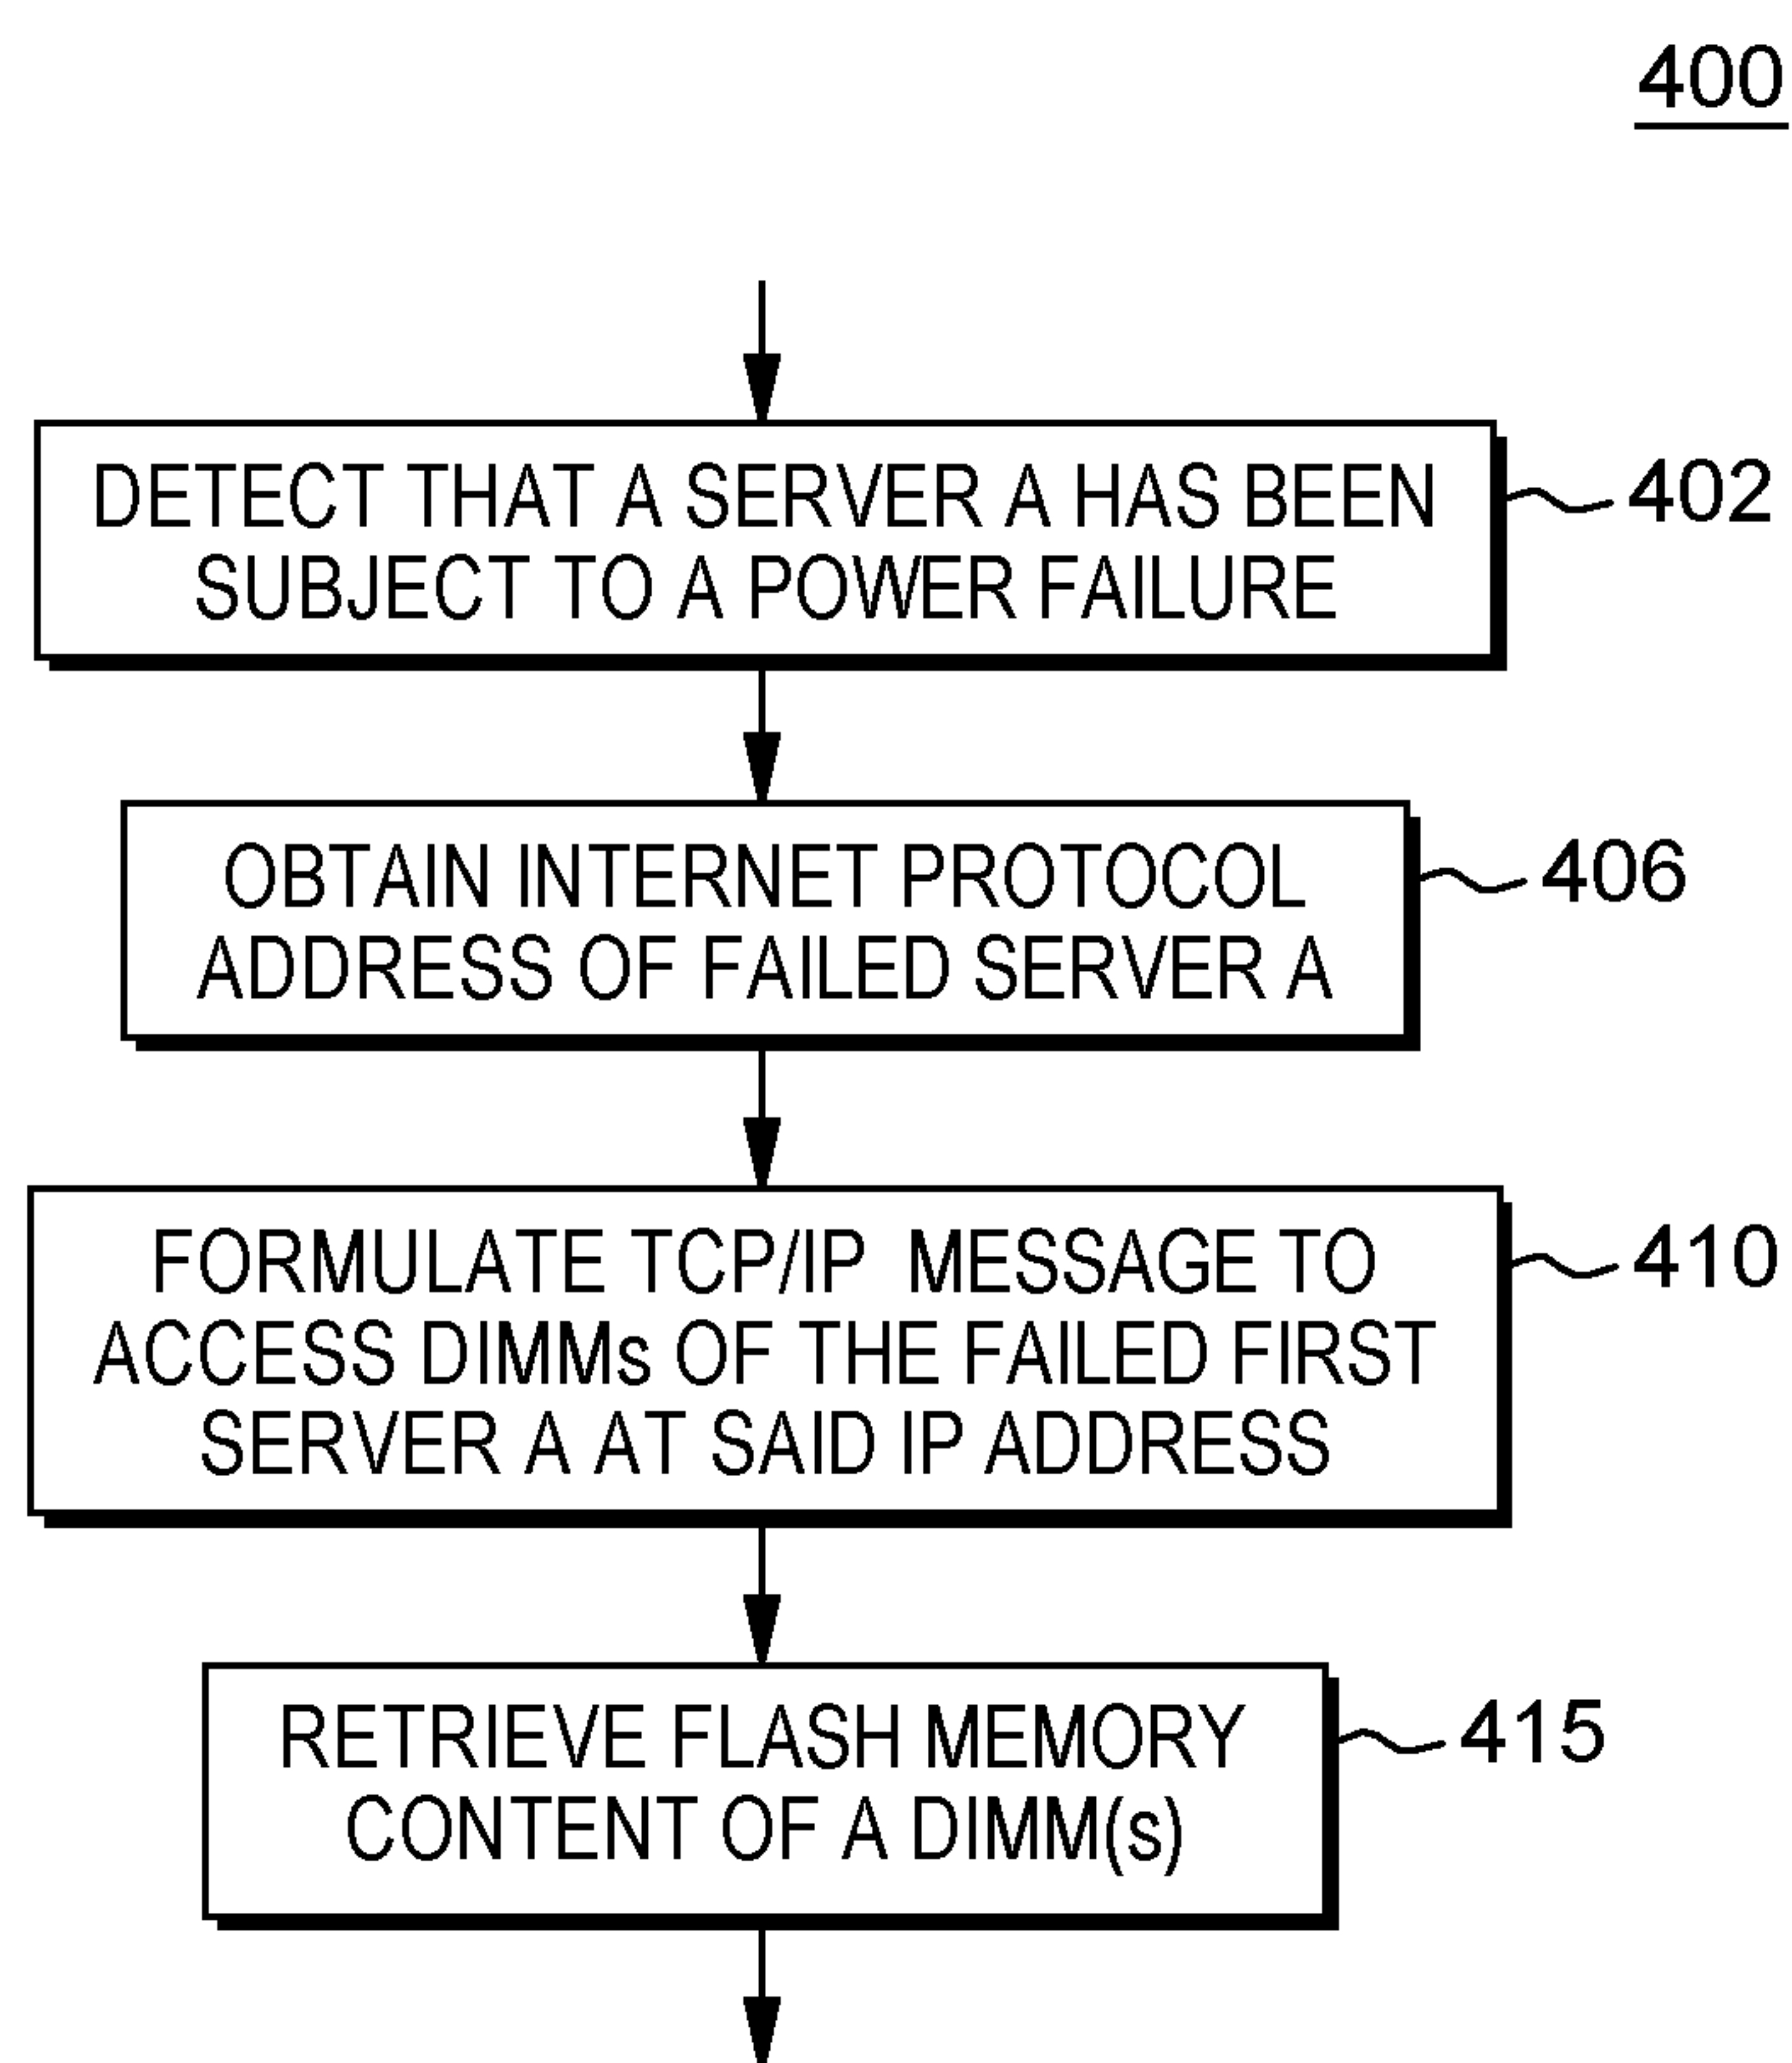 400
DETECT THAT A SERVER A HAS BEEN
SUBJECT TO A POWER FAILURE
402
OBTAIN INTERNET PROTOCOL
ADDRESS OF FAILED SERVER A
406
FORMULATE TCP/IP MESSAGE TO
ACCESS DIMMs OF THE FAILED FIRST
SERVER A AT SAID IP ADDRESS
410
RETRIEVE FLASH MEMORY
CONTENT OF A DIMM(s)
415